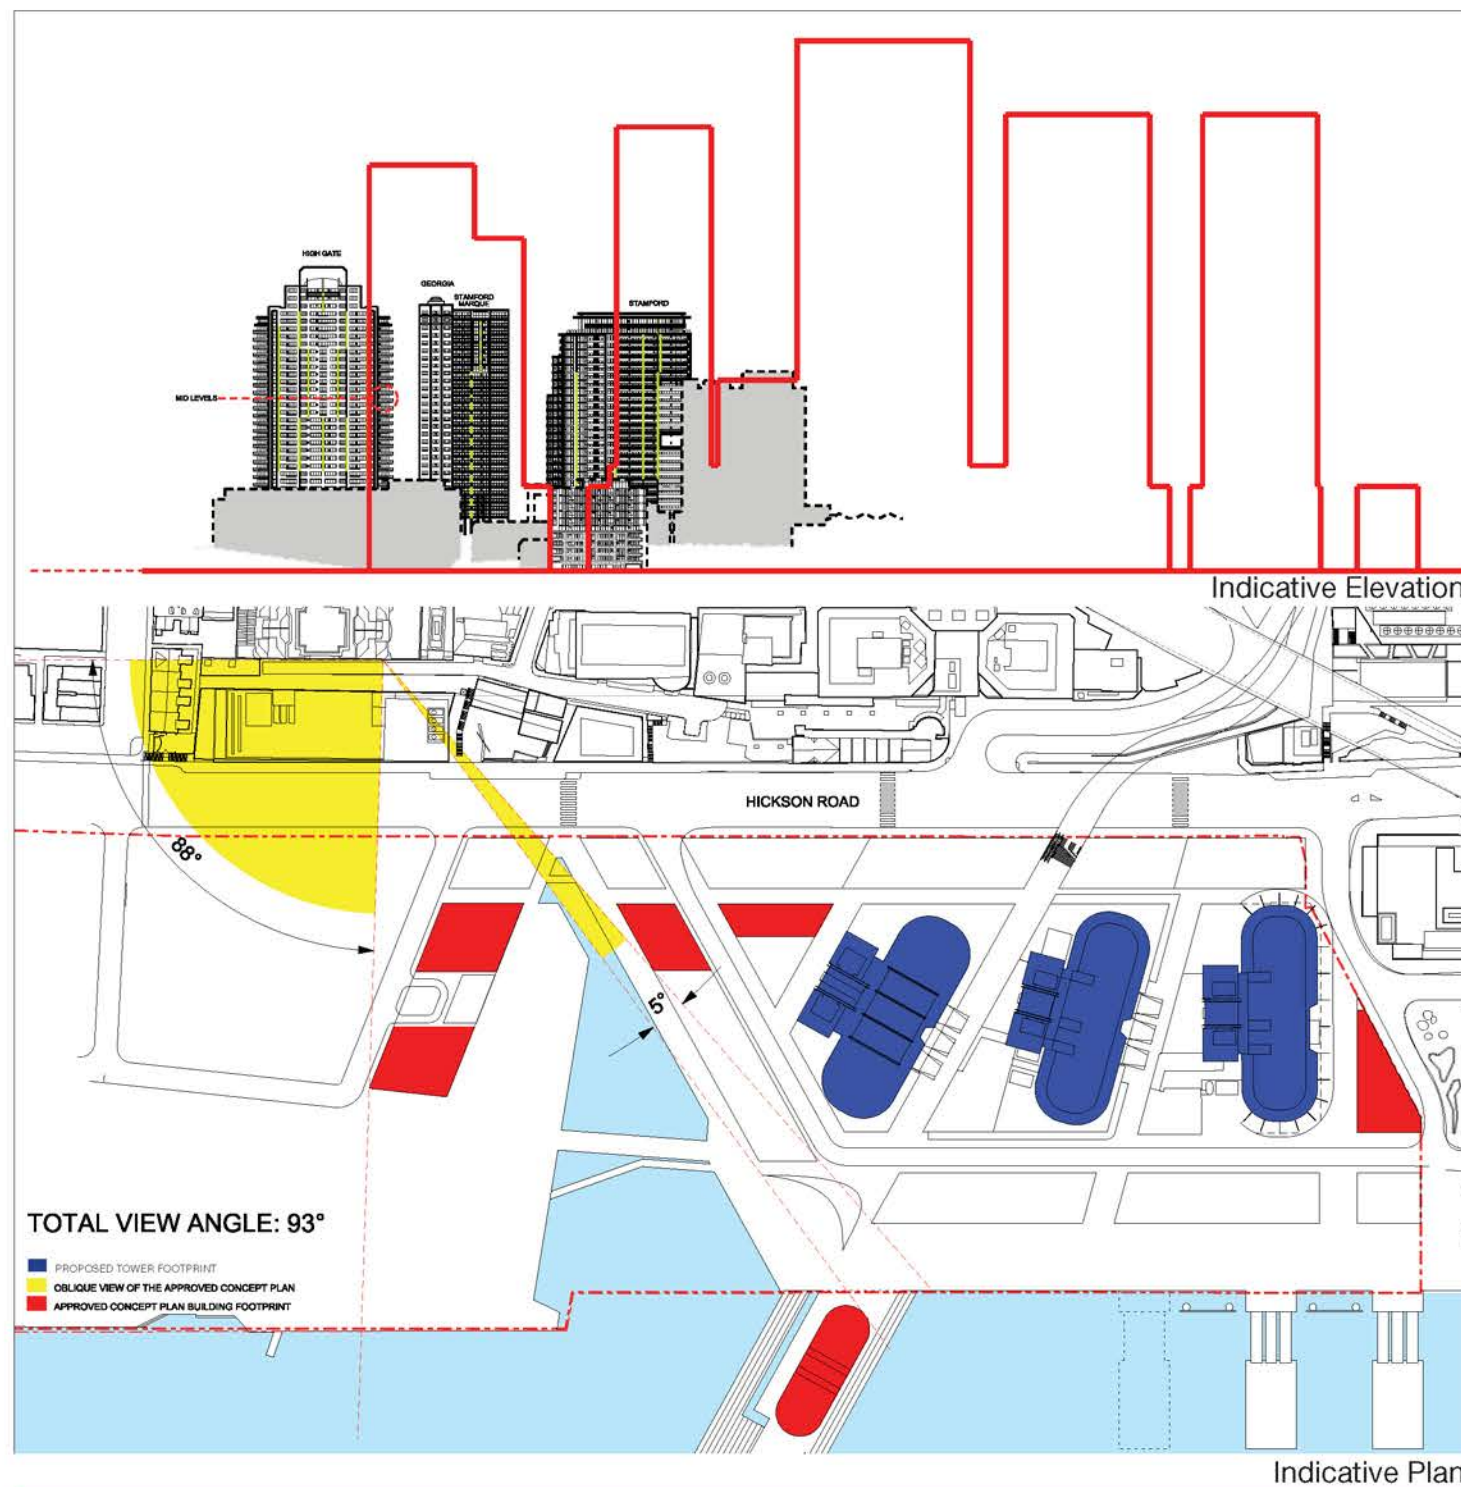 HIGH GATE
GEORGIA
STAMFORD
MARQUE
STAMFORD
MID LEVELS
Indicative Elevation
HICKSON ROAD
88°
5°
TOTAL VIEW ANGLE: 93°
PROPOSED TOWER FOOTPRINT
OBLIQUE VIEW OF THE APPROVED CONCEPT PLAN
APPROVED CONCEPT PLAN BUILDING FOOTPRINT
Indicative Plan